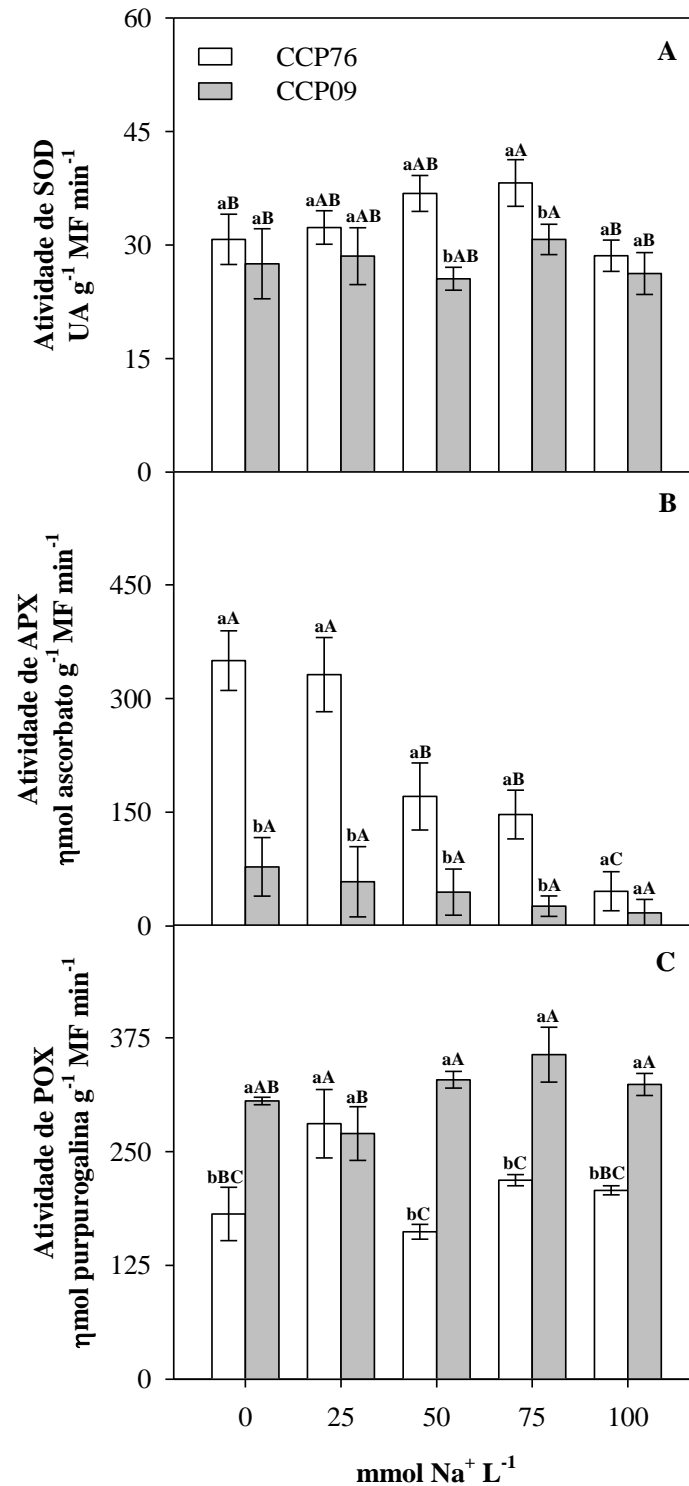 60
CCP76
CCP09
A
45
aA
aAB
aAB
aB
aB
aAB
bA
aB
aB
bAB
30
15
0
Atividade de SOD
UA g⁻¹ MF min⁻¹
B
450
aA
aA
300
aB
aB
150
bA
bA
bA
bA
aC
aA
0
Atividade de APX
ηmol ascorbato g⁻¹ MF min⁻¹
C
375
aAB
aA
aB
aA
aA
aA
250
bBC
bC
bC
bBC
125
0
Atividade de POX
ηmol purpurogalina g⁻¹ MF min⁻¹
0 25 50 75 100
mmol Na⁺ L⁻¹